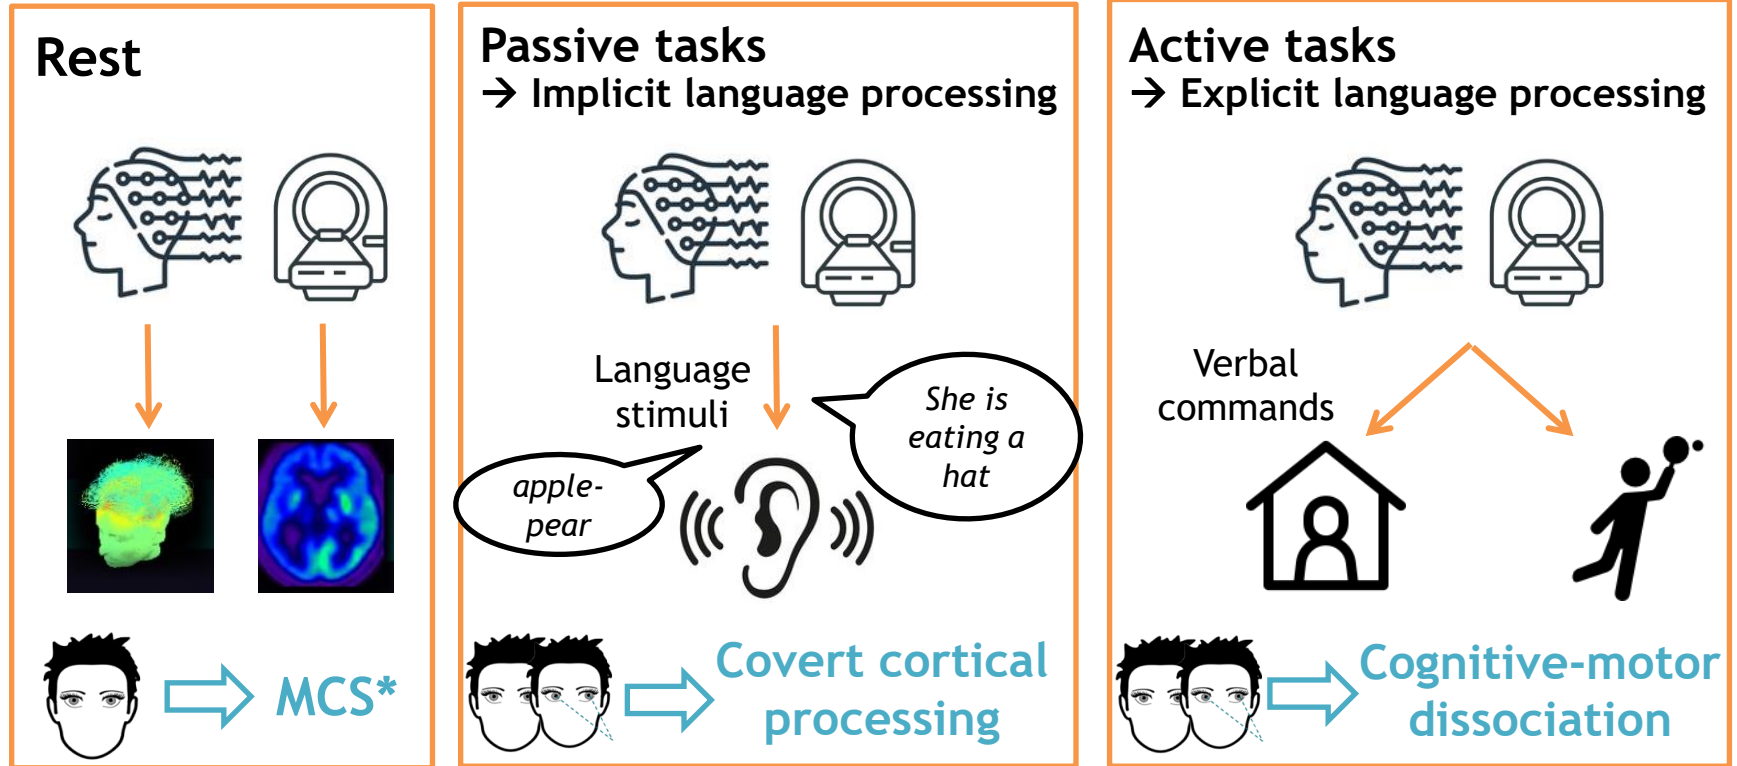 Rest
MCS*
Passive tasks
→ Implicit language processing
Language
stimuli
She is
eating a
hat
apple-
pear
Covert cortical
processing
Active tasks
→ Explicit language processing
Verbal
commands
Cognitive-motor
dissociation